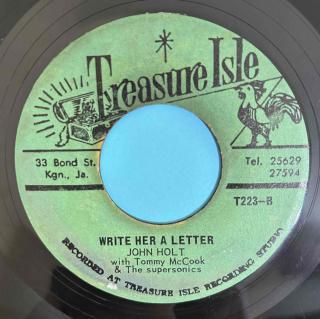 Treasure Isle
33 Bond St.
Kgn., Ja.
Tel. 25629
27594
T223-B
WRITE HER A LETTER
JOHN HOLT
with Tommy McCook
& The supersonics
RECORDED AT TREASURE ISLE RECORDING STUDIO